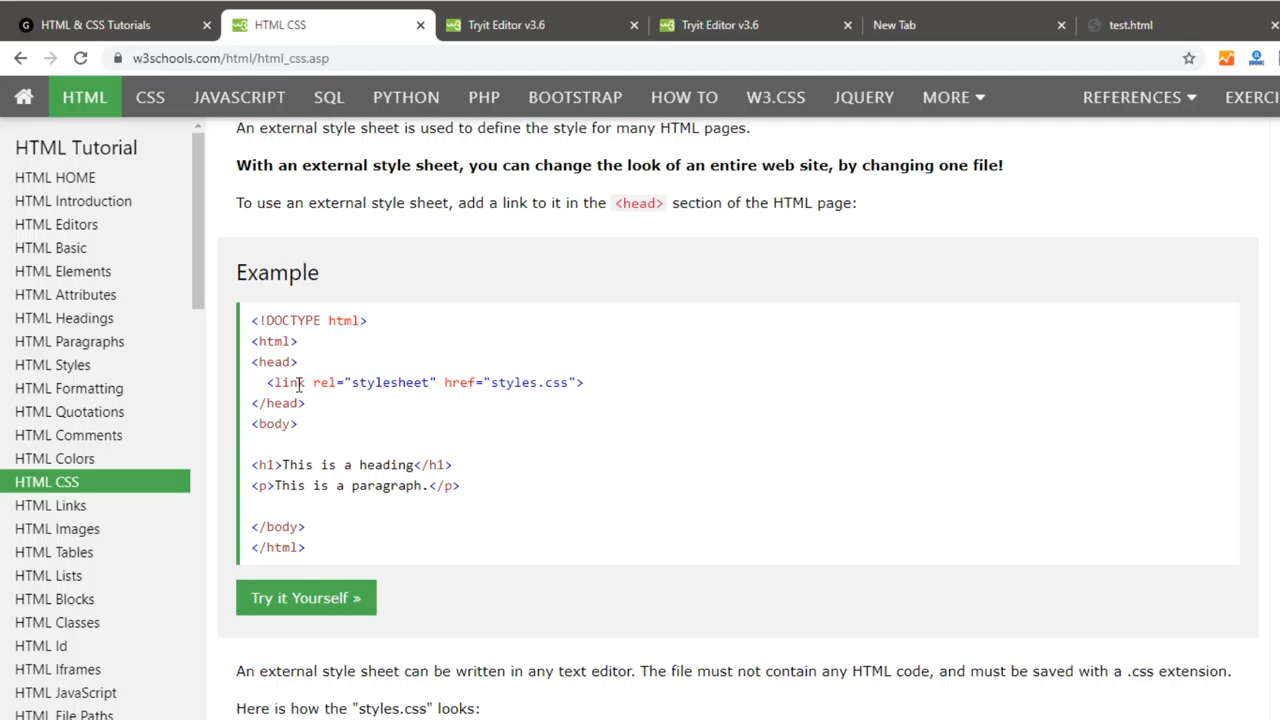 HTML & CSS Tutorials
HTML CSS
Tryit Editor v3.6
Tryit Editor v3.6
New Tab
test.html
w3schools.com/html/html_css.asp
HTML
CSS
JAVASCRIPT
SQL
PYTHON
PHP
BOOTSTRAP
HOW TO
W3.CSS
JQUERY
MORE
REFERENCES
EXERCI
HTML Tutorial
HTML HOME
HTML Introduction
HTML Editors
HTML Basic
HTML Elements
HTML Attributes
HTML Headings
HTML Paragraphs
HTML Styles
HTML Formatting
HTML Quotations
HTML Comments
HTML Colors
HTML CSS
HTML Links
HTML Images
HTML Tables
HTML Lists
HTML Blocks
HTML Classes
HTML Id
HTML Iframes
HTML JavaScript
HTML File Paths
An external style sheet is used to define the style for many HTML pages.
With an external style sheet, you can change the look of an entire web site, by changing one file!
To use an external style sheet, add a link to it in the <head> section of the HTML page:
Example
<!DOCTYPE html>
<html>
<head>
<link rel="stylesheet" href="styles.css">
</head>
<body>
<h1>This is a heading</h1>
<p>This is a paragraph.</p>
</body>
</html>
Try it Yourself »
An external style sheet can be written in any text editor. The file must not contain any HTML code, and must be saved with a .css extension.
Here is how the "styles.css" looks: